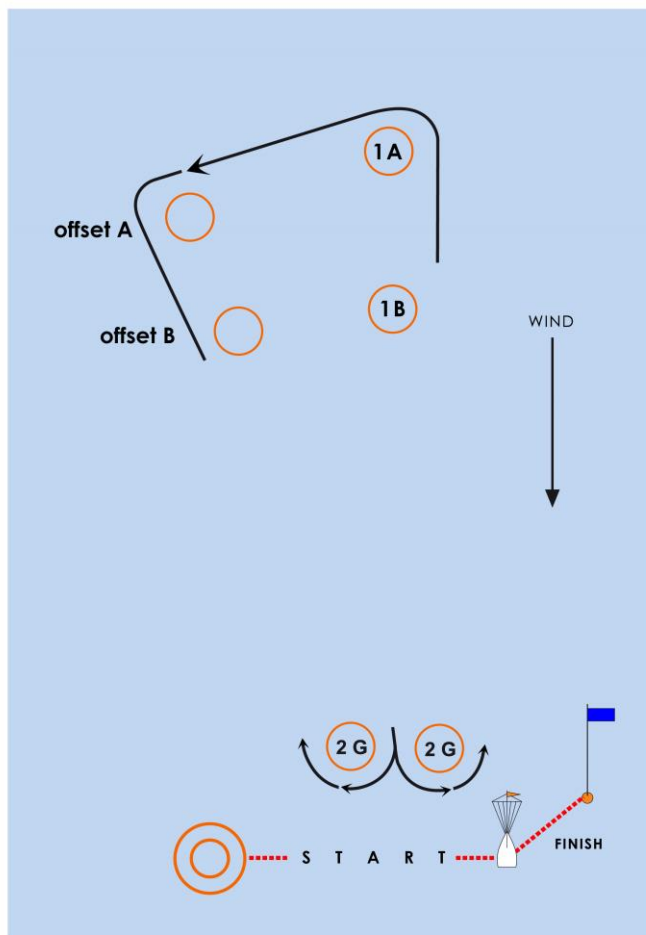 1A
offset A
1B
offset B
WIND
2 G
2 G
FINISH
S T A R T